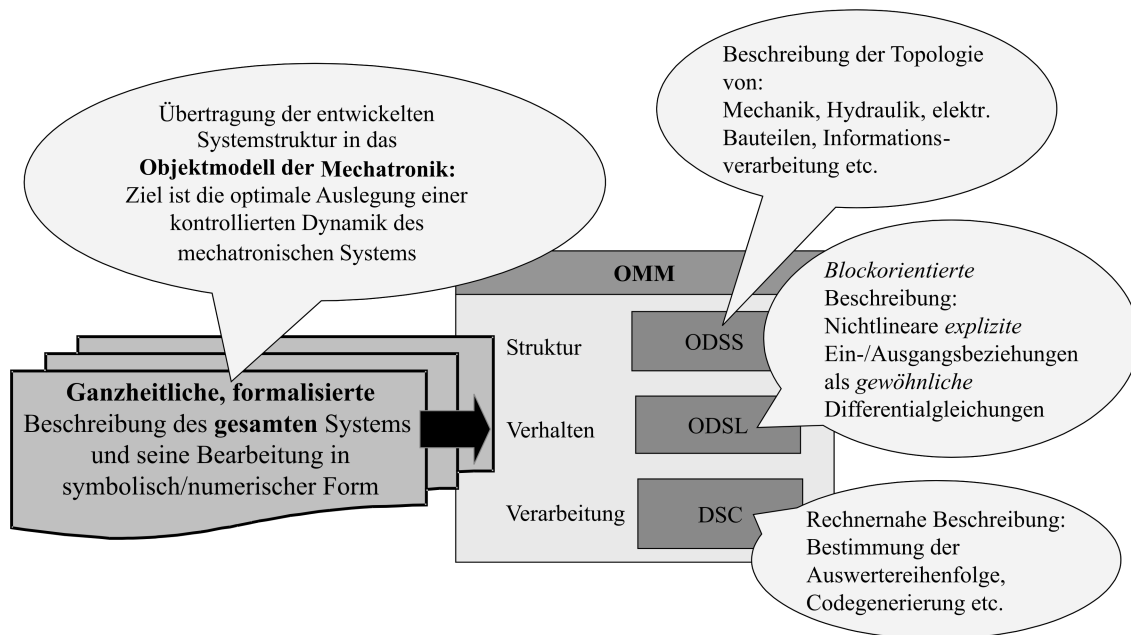 Übertragung der entwickelten
Systemstruktur in das
Objektmodell der Mechatronik:
Ziel ist die optimale Auslegung einer
kontrollierten Dynamik des
mechatronischen Systems
Beschreibung der Topologie
von:
Mechanik, Hydraulik, elektr.
Bauteilen, Informations-
verarbeitung etc.
OMM
Struktur
ODSS
Verhalten
ODSL
Verarbeitung
DSC
Blockorientierte
Beschreibung:
Nichtlineare explizite
Ein-/Ausgangsbeziehungen
als gewöhnliche
Differentialgleichungen
Ganzheitliche, formalisierte
Beschreibung des gesamten Systems
und seine Bearbeitung in
symbolisch/numerischer Form
Rechnernahe Beschreibung:
Bestimmung der
Auswertereihenfolge,
Codegenerierung etc.